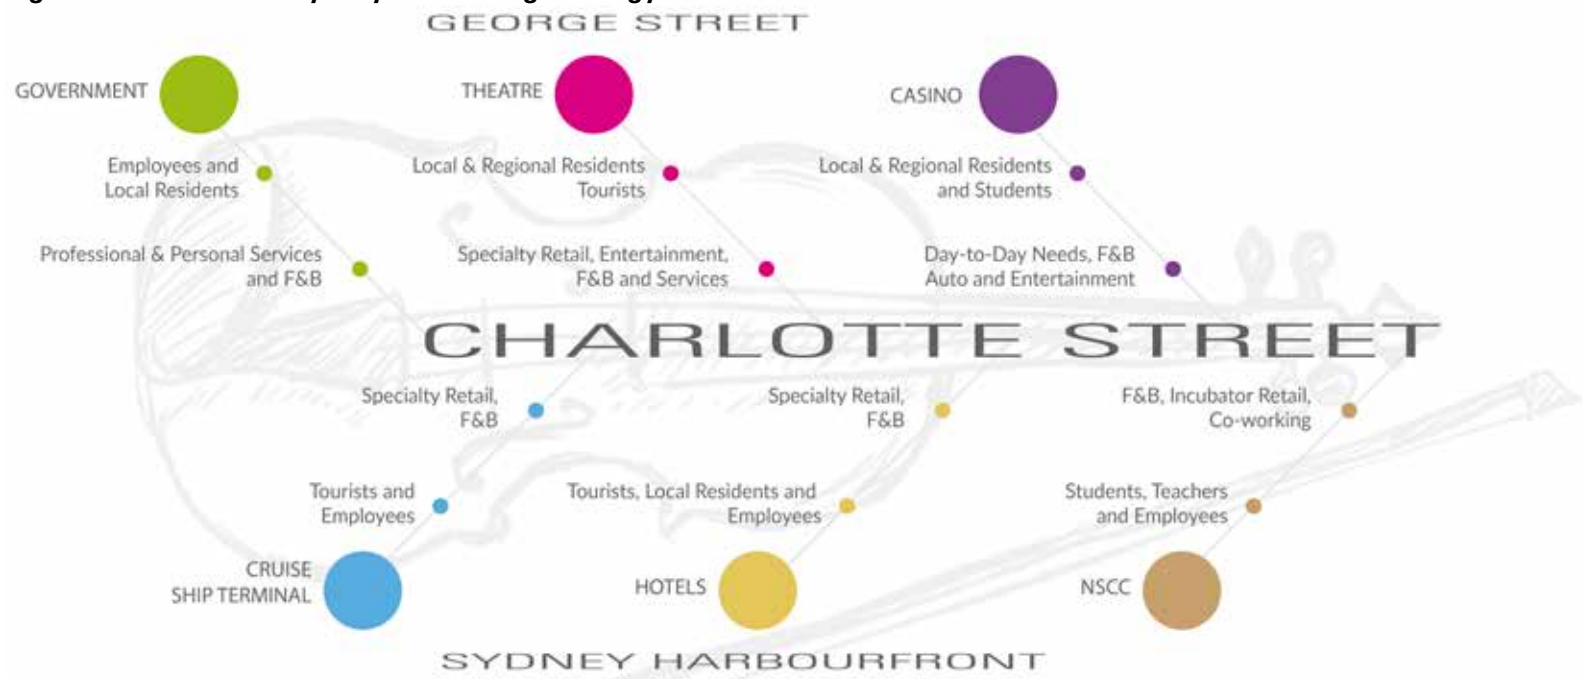 GEORGE STREET
GOVERNMENT
THEATRE
CASINO
Employees and
Local Residents
Local & Regional Residents
Tourists
Local & Regional Residents
and Students
Professional & Personal Services
and F&B
Specialty Retail, Entertainment,
F&B and Services
Day-to-Day Needs, F&B
Auto and Entertainment
CHARLOTTE STREET
Specialty Retail,
F&B
Specialty Retail,
F&B
F&B, Incubator Retail,
Co-working
Tourists and
Employees
Tourists, Local Residents and
Employees
Students, Teachers
and Employees
CRUISE
SHIP TERMINAL
HOTELS
NSCC
SYDNEY HARBOURFRONT